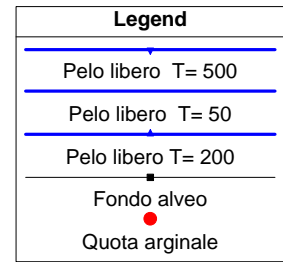 Legend
Pelo libero  T= 500
Pelo libero  T= 50
Pelo libero T= 200
Fondo alveo
Quota arginale